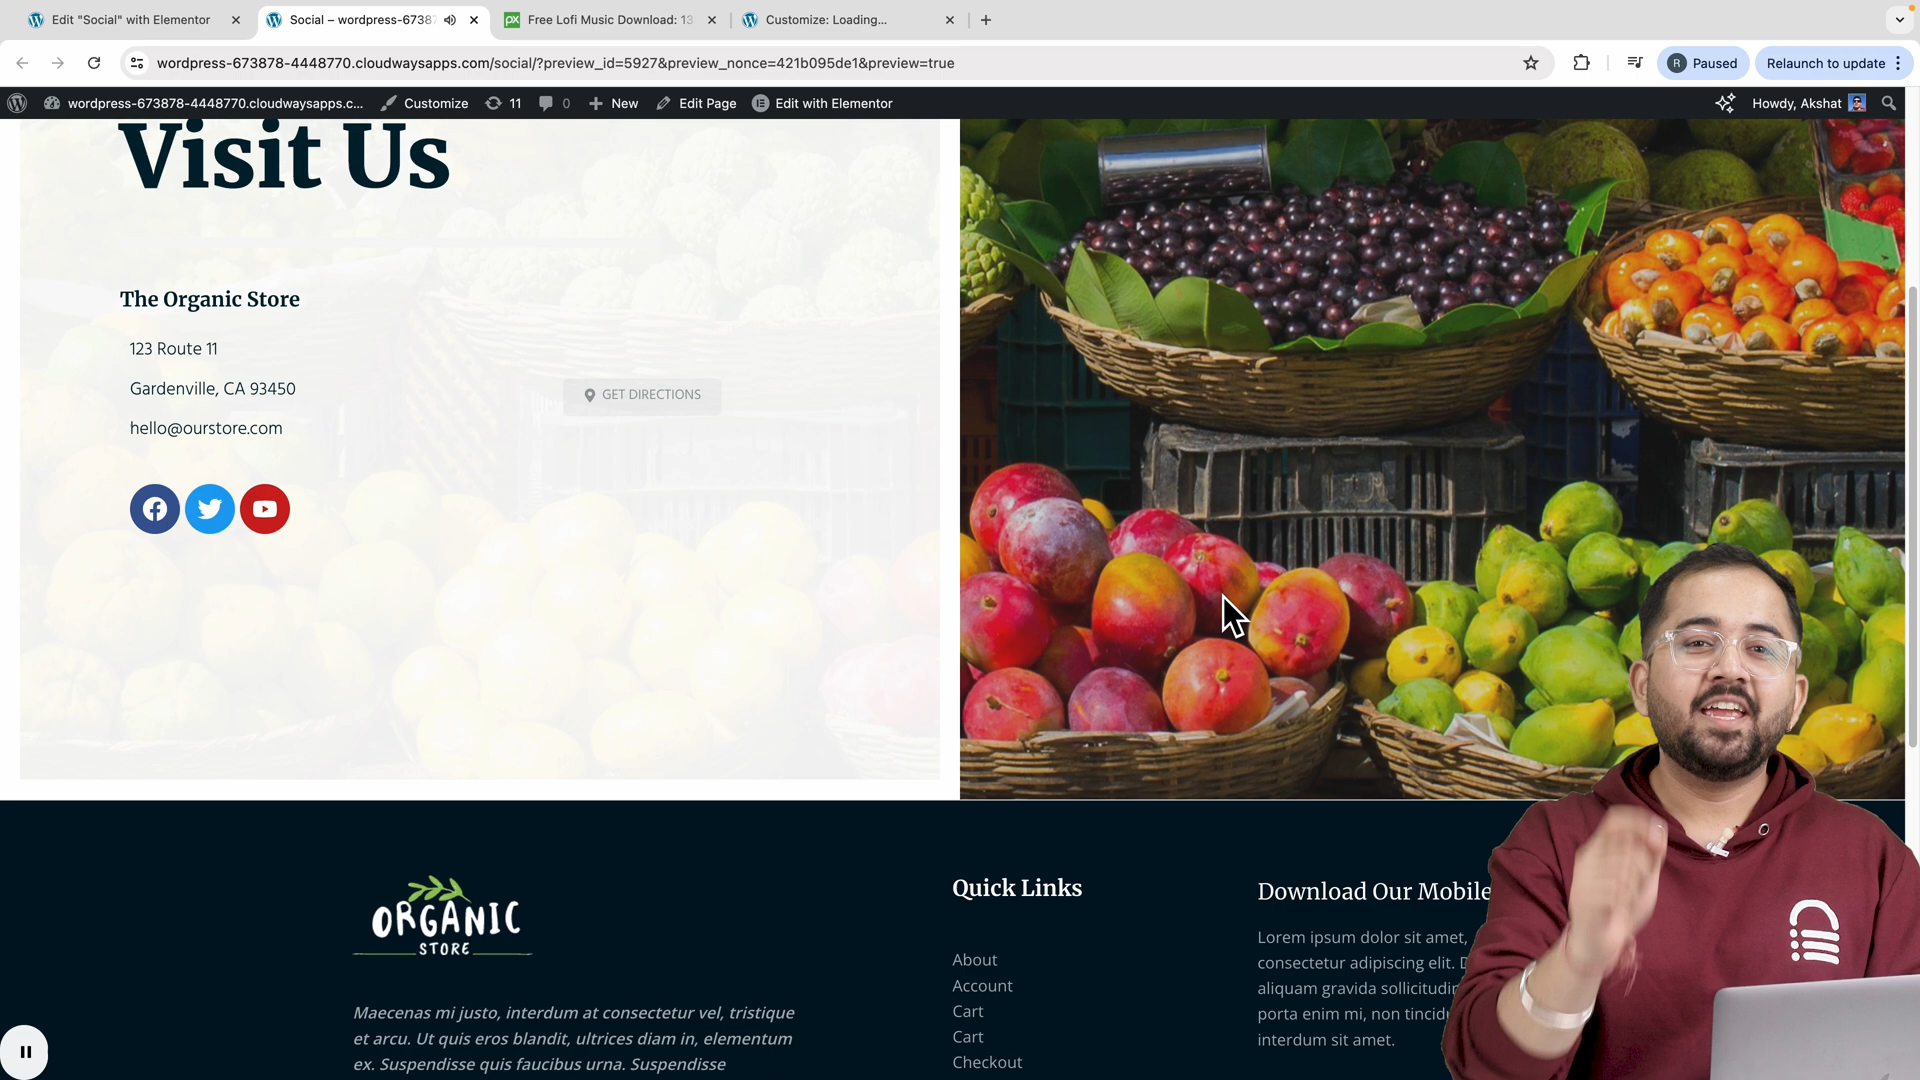 Edit "Social" with Elementor
Social – wordpress-6738
Free Lofi Music Download: 13
Customize: Loading...
wordpress-673878-4448770.cloudwaysapps.com/social/?preview_id=5927&preview_nonce=421b095de1&preview=true
R Paused
Relaunch to update
wordpress-673878-4448770.cloudwaysapps.c...
Customize
11
0
New
Edit Page
Edit with Elementor
Howdy, Akshat
Visit Us
The Organic Store
123 Route 11
Gardenville, CA 93450
hello@ourstore.com
GET DIRECTIONS
ORGANIC
STORE
Maecenas mi justo, interdum at consectetur vel, tristique
et arcu. Ut quis eros blandit, ultrices diam in, elementum
ex. Suspendisse quis faucibus urna. Suspendisse
Quick Links
About
Account
Cart
Cart
Checkout
Download Our Mobile
Lorem ipsum dolor sit amet,
consectetur adipiscing elit.
aliquam gravida sollicitudin
porta enim mi, non tincidu
interdum sit amet.